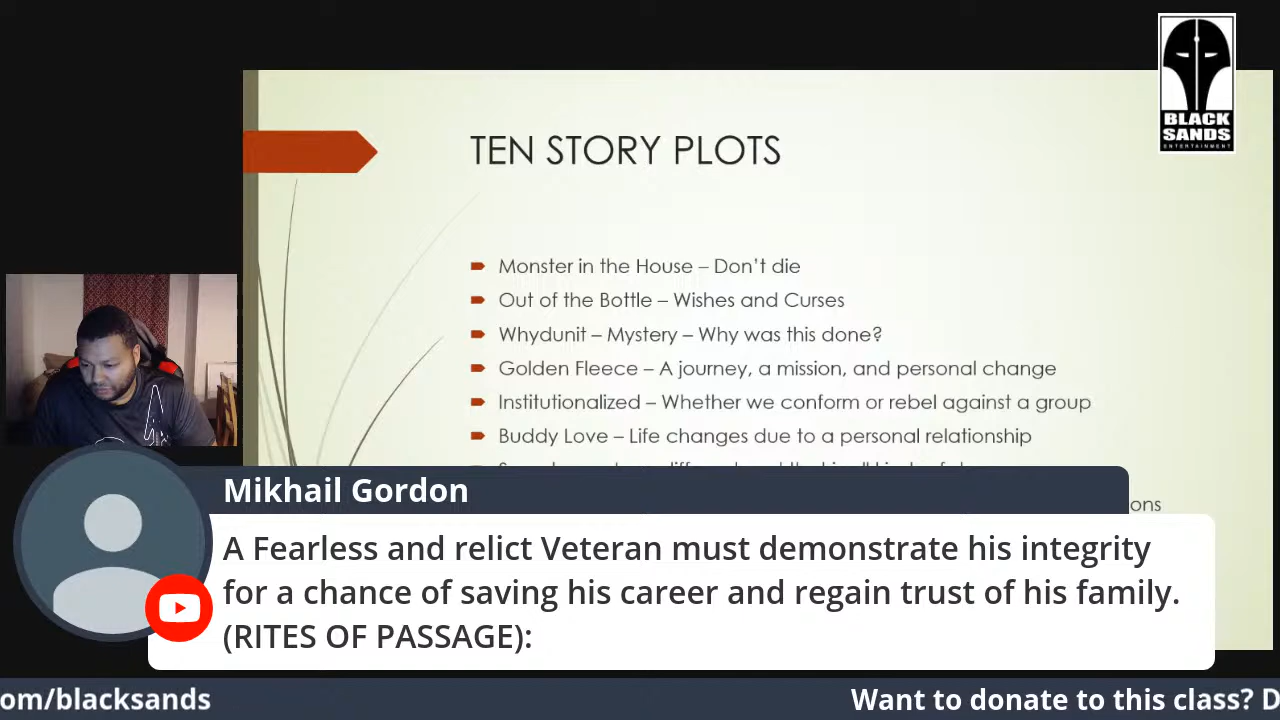 BLACK
SANDS
ENTERTAINMENT
TEN STORY PLOTS
Monster in the House – Don't die
Out of the Bottle – Wishes and Curses
Whydunit – Mystery – Why was this done?
Golden Fleece – A journey, a mission, and personal change
Institutionalized – Whether we conform or rebel against a group
Buddy Love – Life changes due to a personal relationship
ons
Mikhail Gordon
A Fearless and relict Veteran must demonstrate his integrity
for a chance of saving his career and regain trust of his family.
(RITES OF PASSAGE):
om/blacksands
Want to donate to this class? D